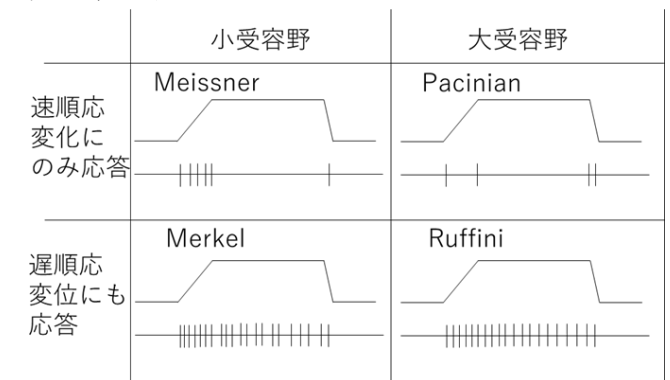 小受容野
大受容野
速順応
変化に
のみ応答
Meissner
Pacinian
遅順応
変位にも
応答
Merkel
Ruffini